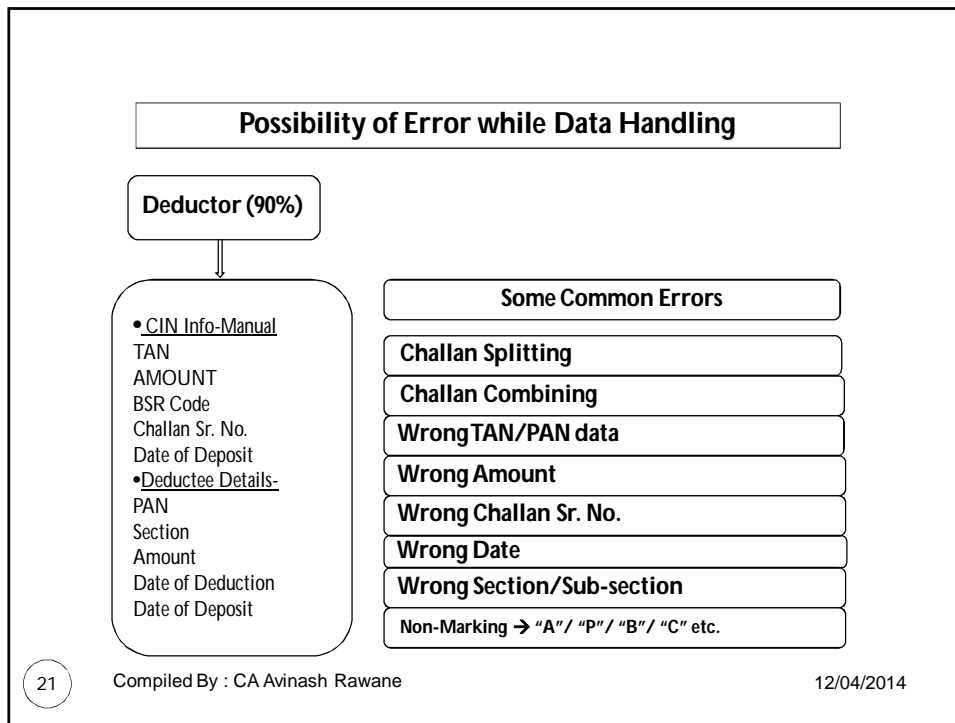 Possibility of Error while Data Handling
Deductor (90%)
• CIN Info-Manual
TAN
AMOUNT
BSR Code
Challan Sr. No.
Date of Deposit
•Deductee Details-
PAN
Section
Amount
Date of Deduction
Date of Deposit
Some Common Errors
Challan Splitting
Challan Combining
Wrong TAN/PAN data
Wrong Amount
Wrong Challan Sr. No.
Wrong Date
Wrong Section/Sub-section
Non-Marking → “A”/ “P”/ “B”/ “C” etc.
21
Compiled By : CA Avinash Rawane
12/04/2014